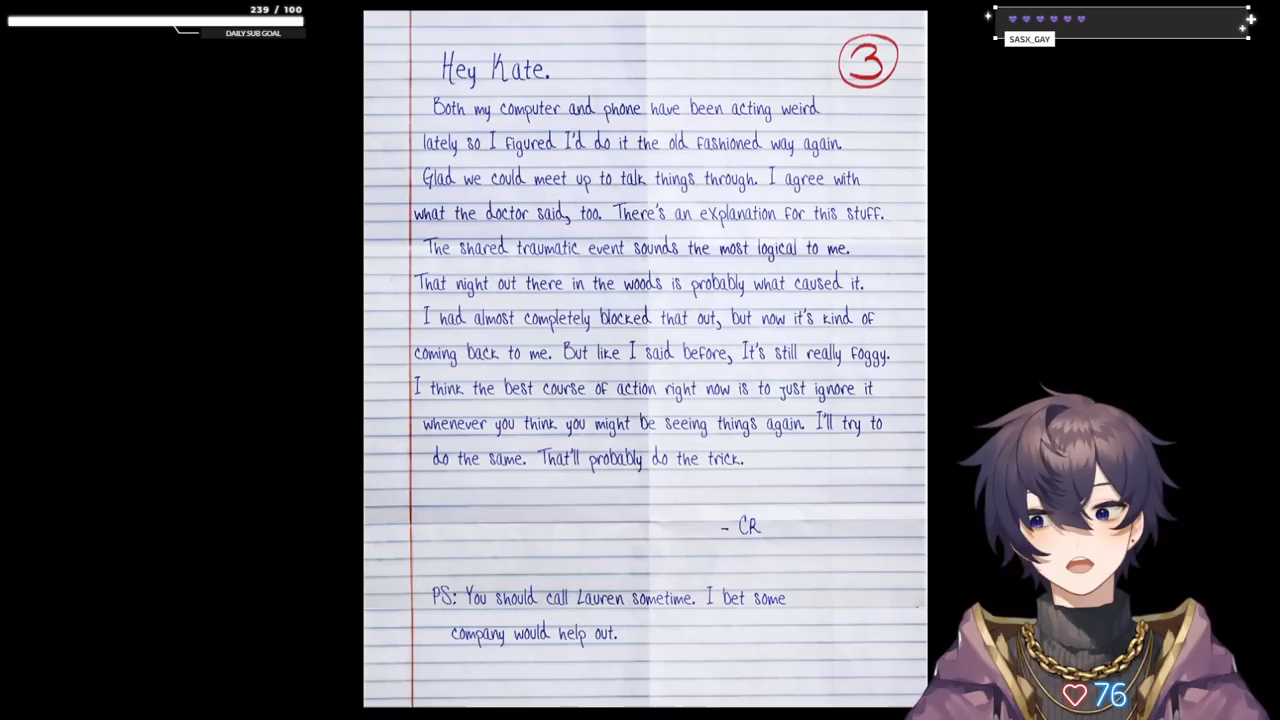 239 / 100
DAILY SUB GOAL
SASX_GAY
3
Hey Kate.
Both my computer and phone have been acting weird
lately so I figured I'd do it the old fashioned way again.
Glad we could meet up to talk things through. I agree with
what the doctor said, too. There's an explanation for this stuff.
The shared traumatic event sounds the most logical to me.
That night out there in the woods is probably what caused it.
I had almost completely blocked that out, but now it's kind of
coming back to me. But like I said before, It's still really foggy.
I think the best course of action right now is to just ignore it
whenever you think you might be seeing things again. I'll try to
do the same. That'll probably do the trick.
- CR
PS: You should call Lauren sometime. I bet some
company would help out.
76